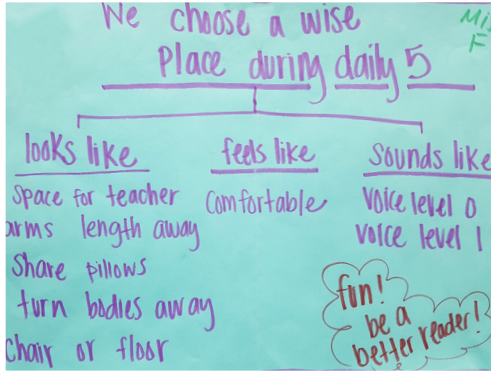 We choose a wise
Place during daily 5
looks like
Space for teacher
arms length away
Share pillows
turn bodies away
Chair or floor
feels like
Comfortable
Sounds like
Voice level 0
Voice level 1
fun!
be a
better reader!